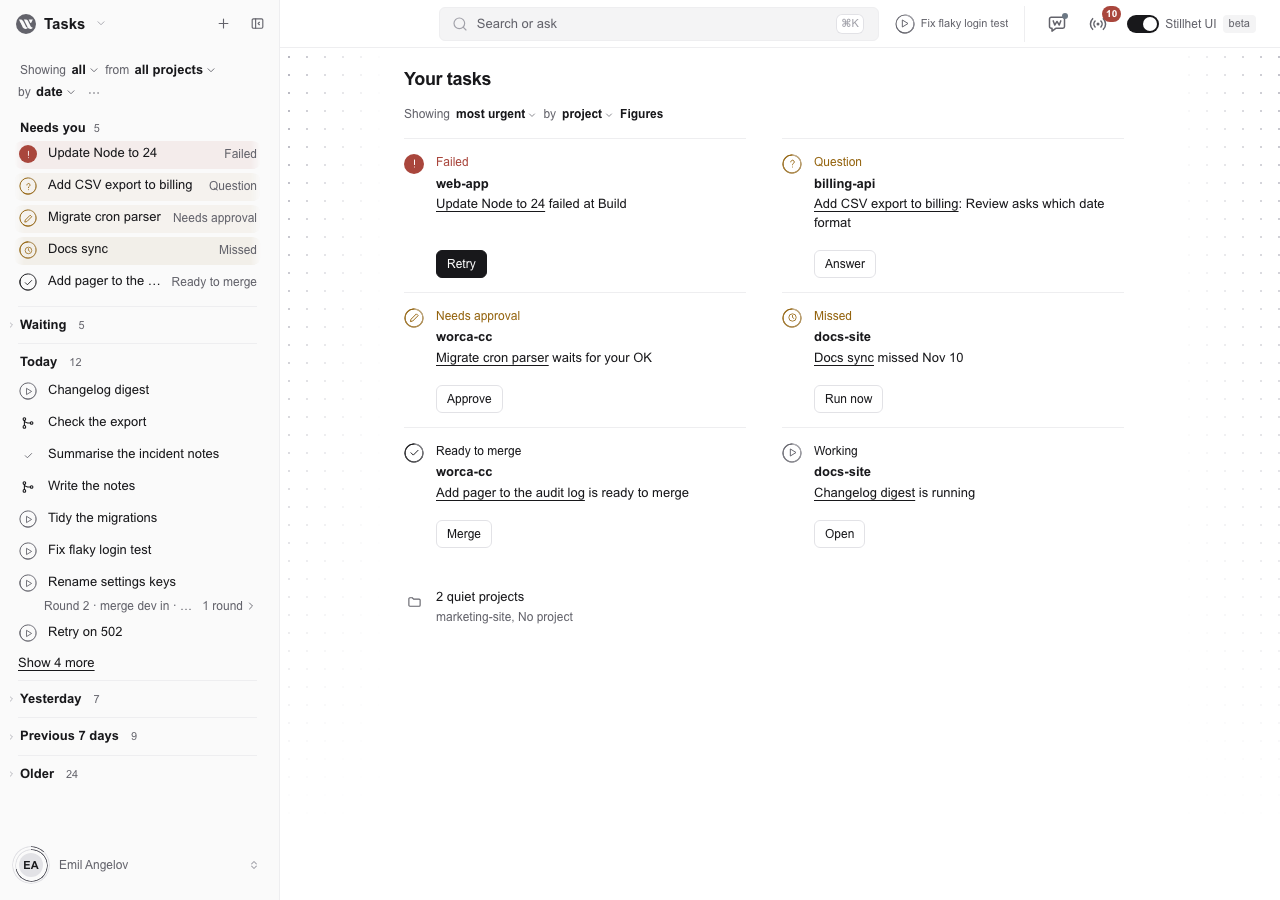 Tasks
Showing all from all projects
by date ...
Needs you 5
Update Node to 24 Failed
Add CSV export to billing Question
Migrate cron parser Needs approval
Docs sync Missed
Add pager to the … Ready to merge
Waiting 5
Today 12
Changelog digest
Check the export
Summarise the incident notes
Write the notes
Tidy the migrations
Fix flaky login test
Rename settings keys
Round 2 · merge dev in · … 1 round
Retry on 502
Show 4 more
Yesterday 7
Previous 7 days 9
Older 24
EA Emil Angelov
Search or ask ⌘K
Fix flaky login test
10
Stillhet UI beta
Your tasks
Showing most urgent by project Figures
Failed
web-app
Update Node to 24 failed at Build
Retry
Question
billing-api
Add CSV export to billing: Review asks which date
format
Answer
Needs approval
worca-cc
Migrate cron parser waits for your OK
Approve
Missed
docs-site
Docs sync missed Nov 10
Run now
Ready to merge
worca-cc
Add pager to the audit log is ready to merge
Merge
Working
docs-site
Changelog digest is running
Open
2 quiet projects
marketing-site, No project